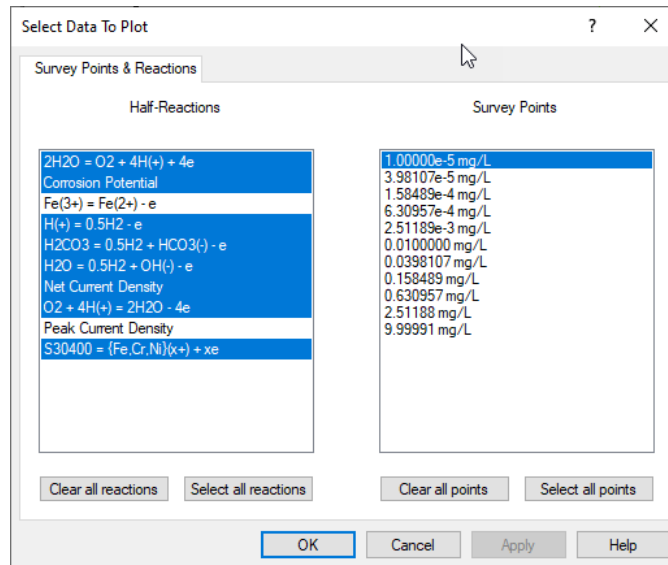 Select Data To Plot
?
Survey Points & Reactions
Half-Reactions
Survey Points
2H2O = O2 + 4H(+) + 4e
Corrosion Potential
Fe(3+) = Fe(2+) - e
H(+) = 0.5H2 - e
H2CO3 = 0.5H2 + HCO3(-) - e
H2O = 0.5H2 + OH(-) - e
Net Current Density
O2 + 4H(+) = 2H2O - 4e
Peak Current Density
S30400 = {Fe,Cr,Ni}(x+) + xe
1.00000e-5 mg/L
3.98107e-5 mg/L
1.58489e-4 mg/L
6.30957e-4 mg/L
2.51189e-3 mg/L
0.0100000 mg/L
0.0398107 mg/L
0.158489 mg/L
0.630957 mg/L
2.51188 mg/L
9.99991 mg/L
Clear all reactions
Select all reactions
Clear all points
Select all points
OK
Cancel
Apply
Help